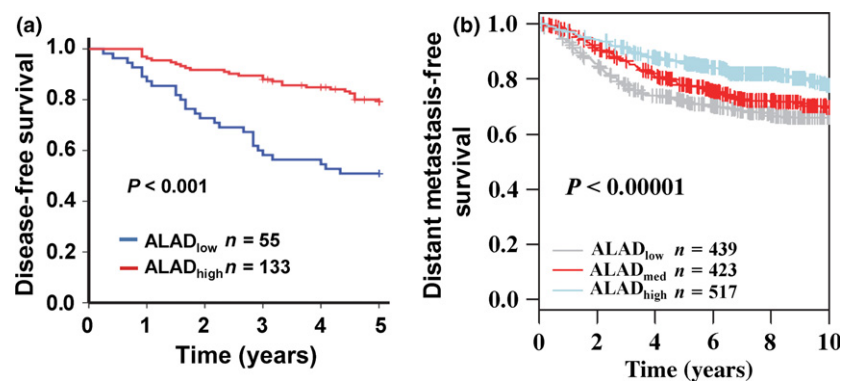 (a)
Disease-free survival
1.0
0.8
0.6
0.4
0.2
0.0
P < 0.001
ALADlow n = 55
ALADhigh n = 133
0 1 2 3 4 5
Time (years)
(b)
Distant metastasis-free
survival
1.0
0.8
0.6
0.4
0.2
0.0
P < 0.00001
ALADlow n = 439
ALADmed n = 423
ALADhigh n = 517
0 2 4 6 8 10
Time (years)